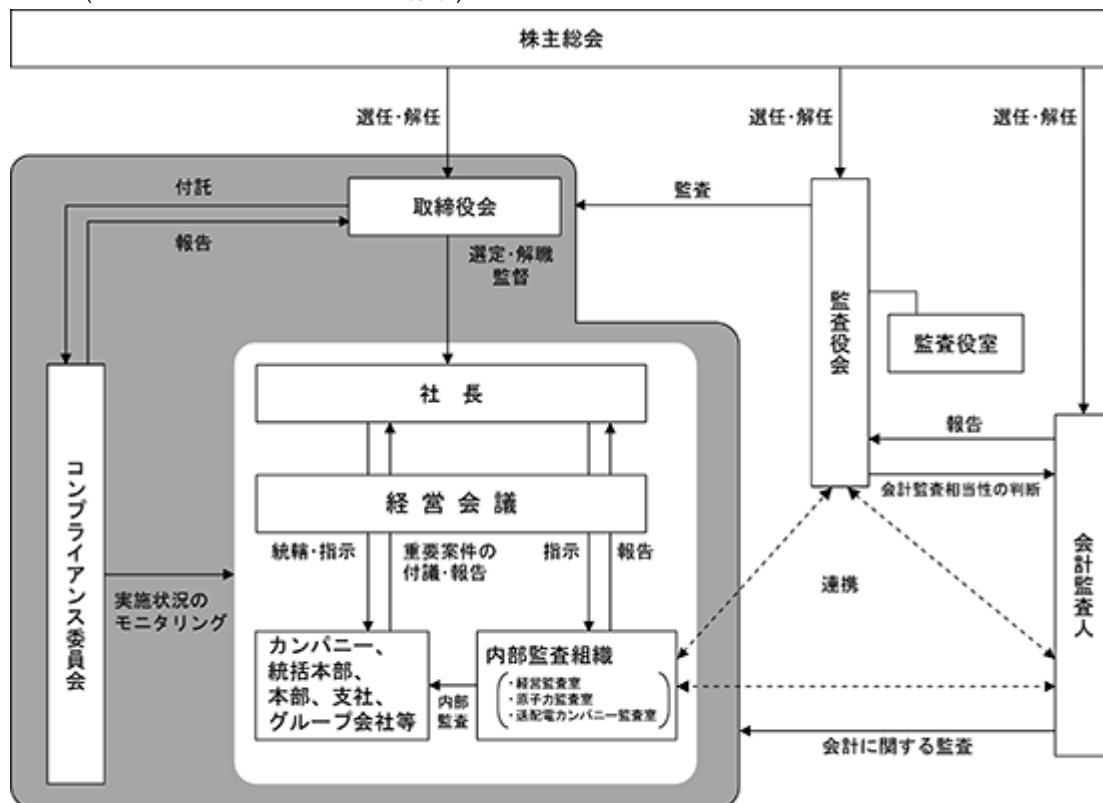 株主総会
選任・解任
選任・解任
選任・解任
付託
取締役会
監査
報告
選定・解職
監督
監査役会
監査役室
社 長
報告
会計監査相当性の判断
コンプライアンス委員会
経 営 会 議
会計監査人
統轄・指示
重要案件の
付議・報告
指示
報告
連携
実施状況の
モニタリング
カンパニー、
統括本部、
本部、支社、
グループ会社等
内部
監査
内部監査組織
・経営監査室
・原子力監査室
・送配電カンパニー監査室
会計に関する監査